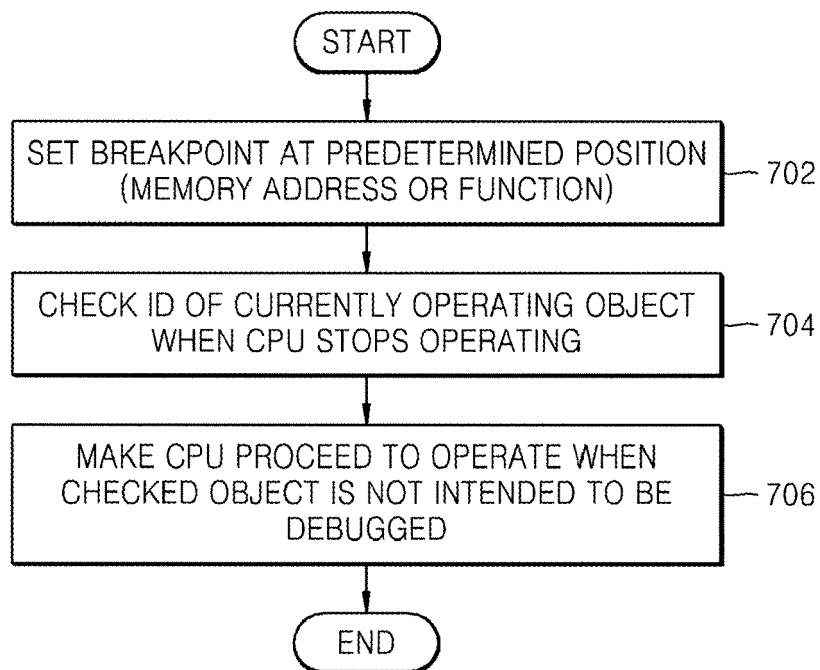 START
SET BREAKPOINT AT PREDETERMINED POSITION
(MEMORY ADDRESS OR FUNCTION)
702
CHECK ID OF CURRENTLY OPERATING OBJECT
WHEN CPU STOPS OPERATING
704
MAKE CPU PROCEED TO OPERATE WHEN
CHECKED OBJECT IS NOT INTENDED TO BE
DEBUGGED
706
END